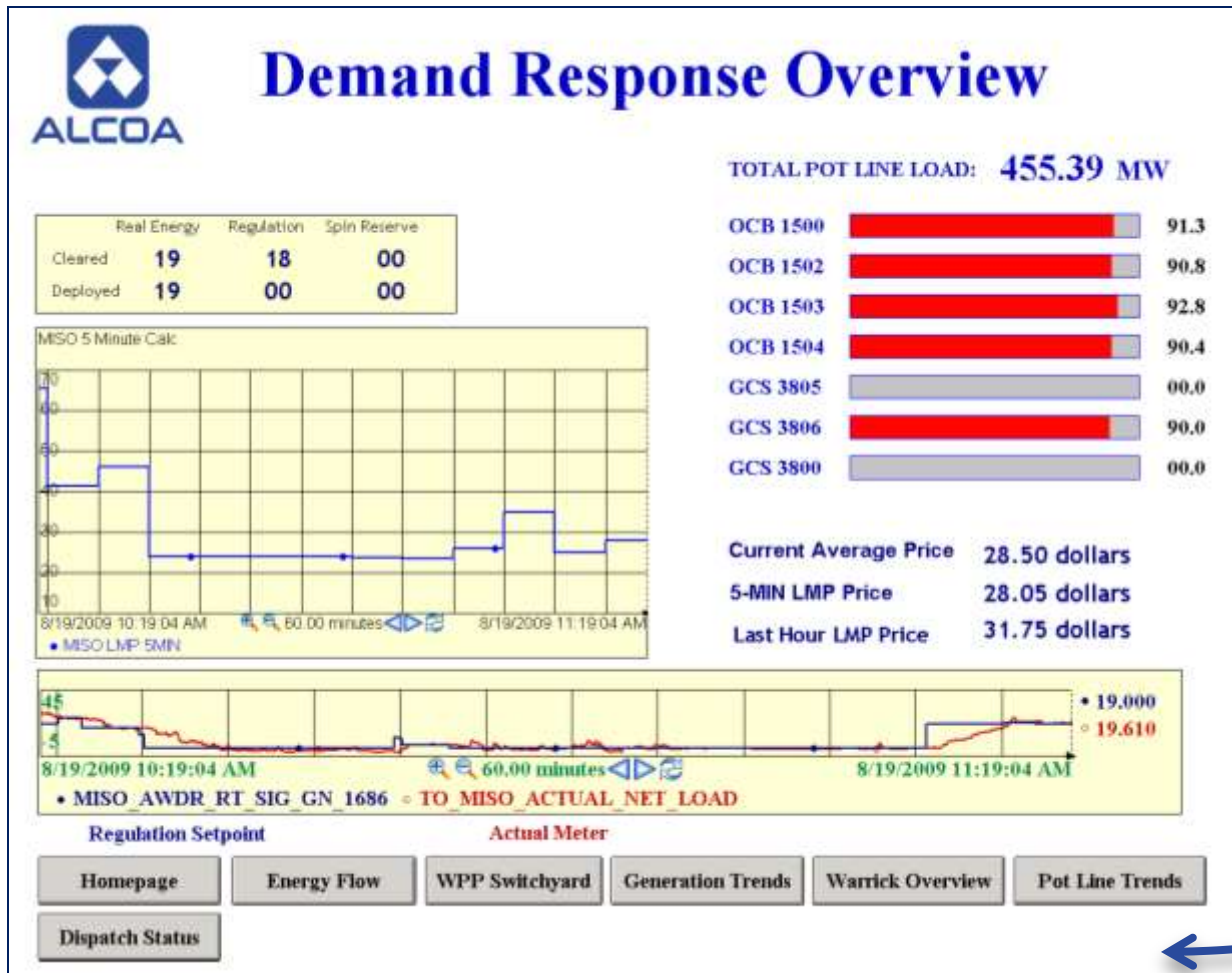 ALCOA
Demand Response Overview
TOTAL POT LINE LOAD: 455.39 MW
Real Energy Regulation Spin Reserve
Cleared 19 18 00
Deployed 19 00 00
OCB 1500 91.3
OCB 1502 90.8
OCB 1503 92.8
OCB 1504 90.4
GCS 3805 00.0
GCS 3806 90.0
GCS 3800 00.0
MISO 5 Minute Calc
70
60
50
40
30
20
10
8/19/2009 10:19:04 AM 60.00 minutes 8/19/2009 11:19:04 AM
• MISO LMP 5MIN
Current Average Price 28.50 dollars
5-MIN LMP Price 28.05 dollars
Last Hour LMP Price 31.75 dollars
45
-5
19.000
19.610
8/19/2009 10:19:04 AM 60.00 minutes 8/19/2009 11:19:04 AM
• MISO_AWDR_RT_SIG_GN_1686 ○ TO_MISO_ACTUAL_NET_LOAD
Regulation Setpoint Actual Meter
Homepage Energy Flow WPP Switchyard Generation Trends Warrick Overview Pot Line Trends
Dispatch Status